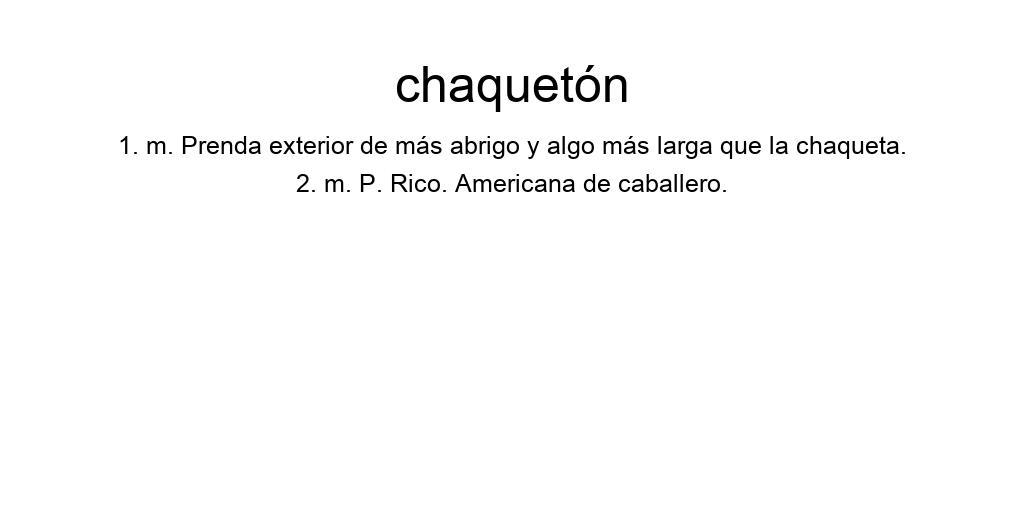 chaquetón
1. m. Prenda exterior de más abrigo y algo más larga que la chaqueta.
2. m. P. Rico. Americana de caballero.